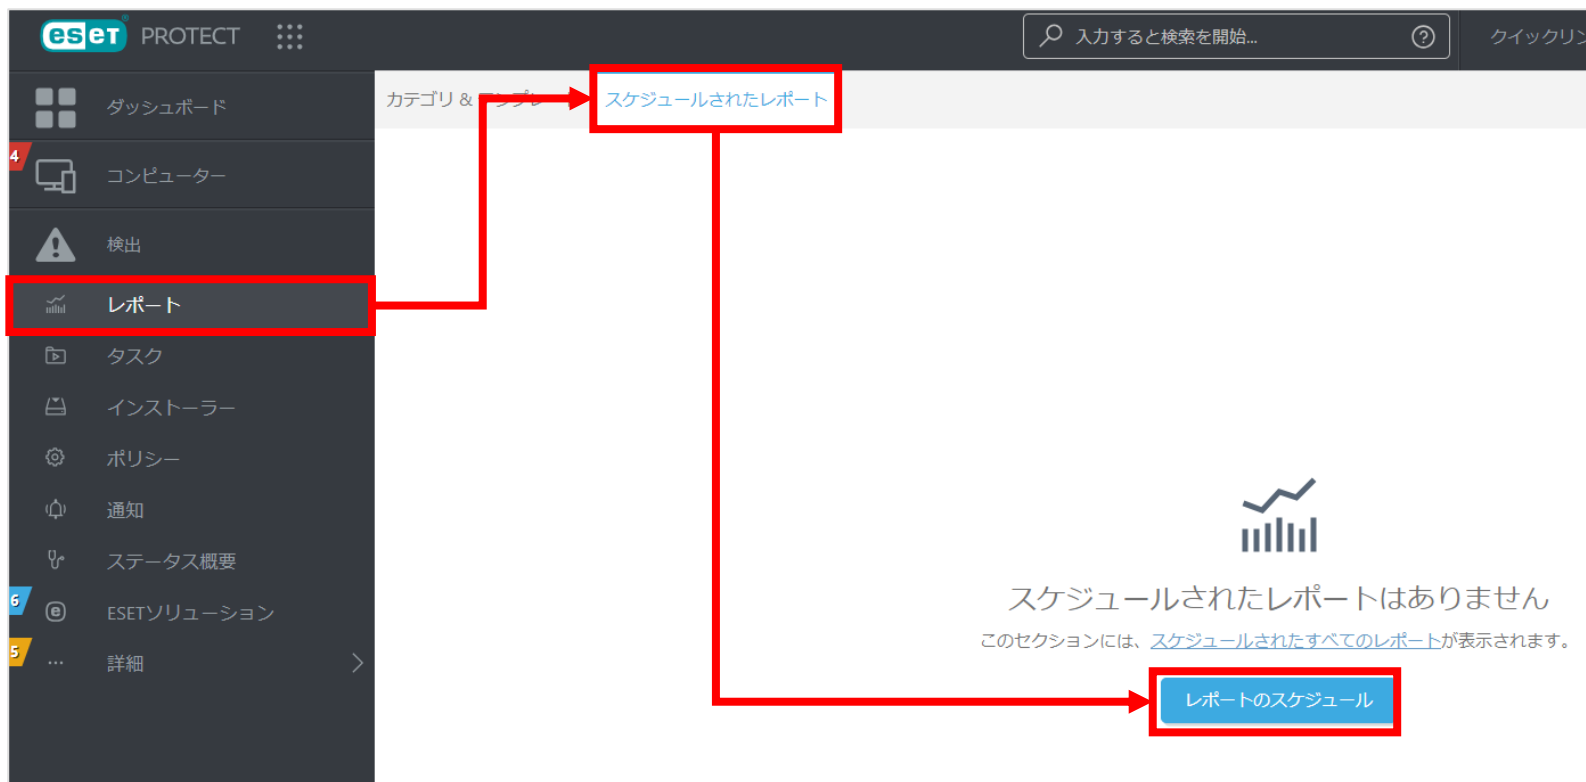 eset PROTECT
入力すると検索を開始...
クイックリン
ダッシュボード
カテゴリ &
スケジュールされたレポート
4
コンピューター
検出
レポート
タスク
インストーラー
ポリシー
通知
ステータス概要
6
ESETソリューション
5
詳細
スケジュールされたレポートはありません
このセクションには、スケジュールされたすべてのレポートが表示されます。
レポートのスケジュール